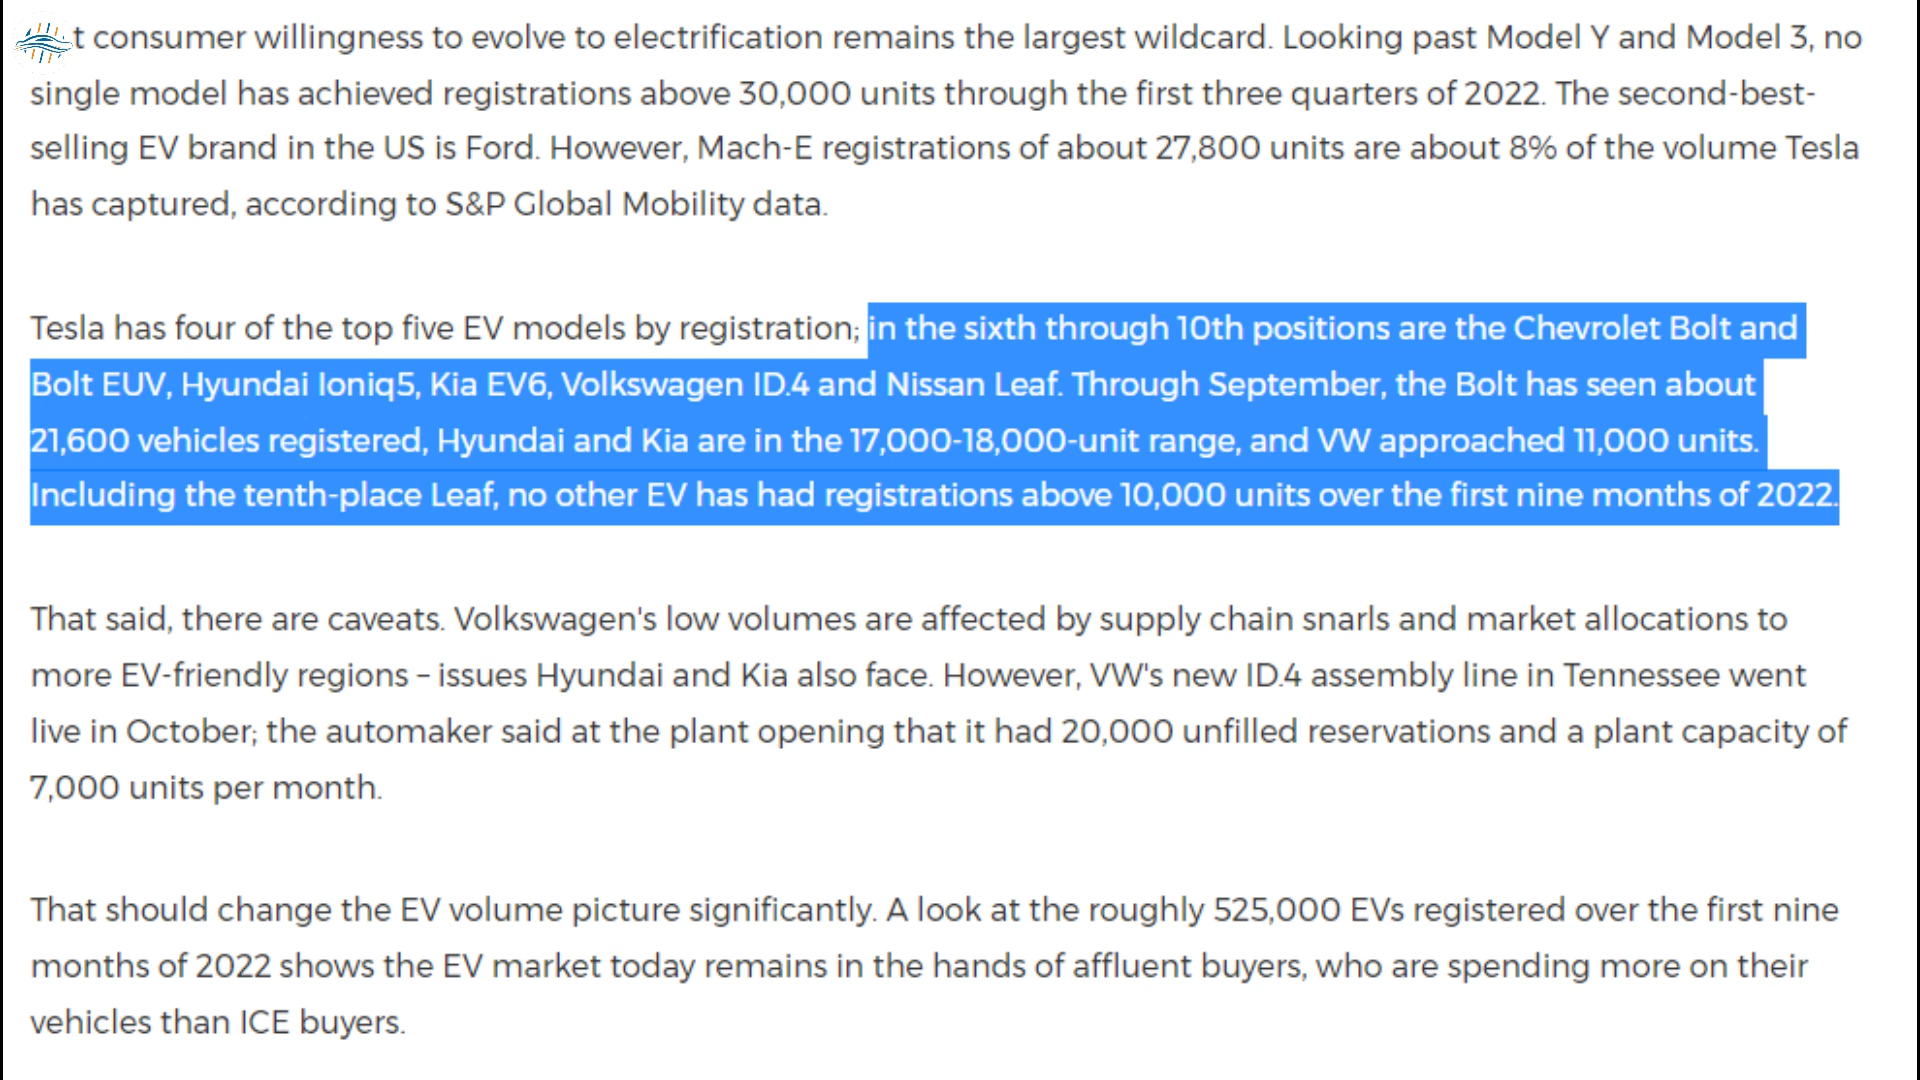 t consumer willingness to evolve to electrification remains the largest wildcard. Looking past Model Y and Model 3, no
single model has achieved registrations above 30,000 units through the first three quarters of 2022. The second-best-
selling EV brand in the US is Ford. However, Mach-E registrations of about 27,800 units are about 8% of the volume Tesla
has captured, according to S&P Global Mobility data.
Tesla has four of the top five EV models by registration; in the sixth through 10th positions are the Chevrolet Bolt and
Bolt EUV, Hyundai Ioniq5, Kia EV6, Volkswagen ID.4 and Nissan Leaf. Through September, the Bolt has seen about
21,600 vehicles registered, Hyundai and Kia are in the 17,000-18,000-unit range, and VW approached 11,000 units.
Including the tenth-place Leaf, no other EV has had registrations above 10,000 units over the first nine months of 2022.
That said, there are caveats. Volkswagen's low volumes are affected by supply chain snarls and market allocations to
more EV-friendly regions – issues Hyundai and Kia also face. However, VW's new ID.4 assembly line in Tennessee went
live in October; the automaker said at the plant opening that it had 20,000 unfilled reservations and a plant capacity of
7,000 units per month.
That should change the EV volume picture significantly. A look at the roughly 525,000 EVs registered over the first nine
months of 2022 shows the EV market today remains in the hands of affluent buyers, who are spending more on their
vehicles than ICE buyers.